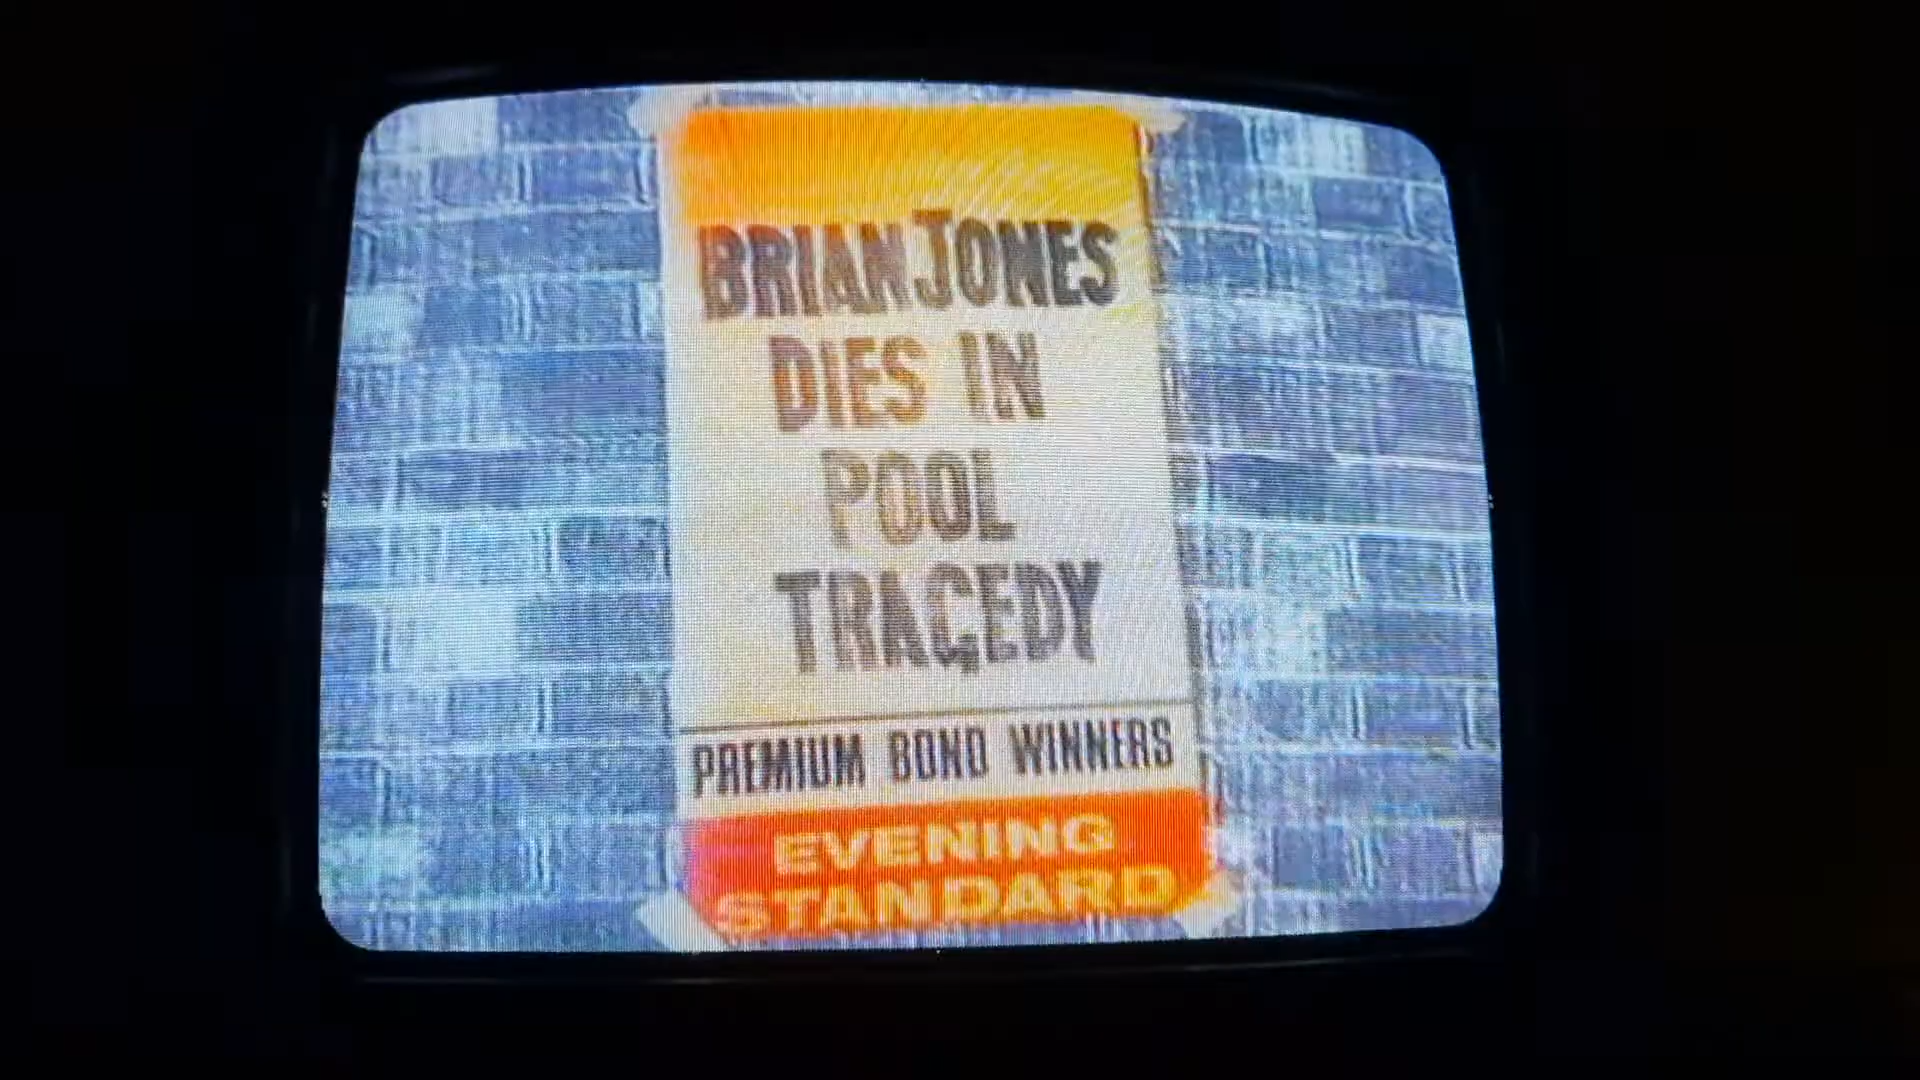 BRIAN JONES
DIES IN
POOL
TRAGEDY
PREMIUM BOND WINNERS
EVENING
STANDARD